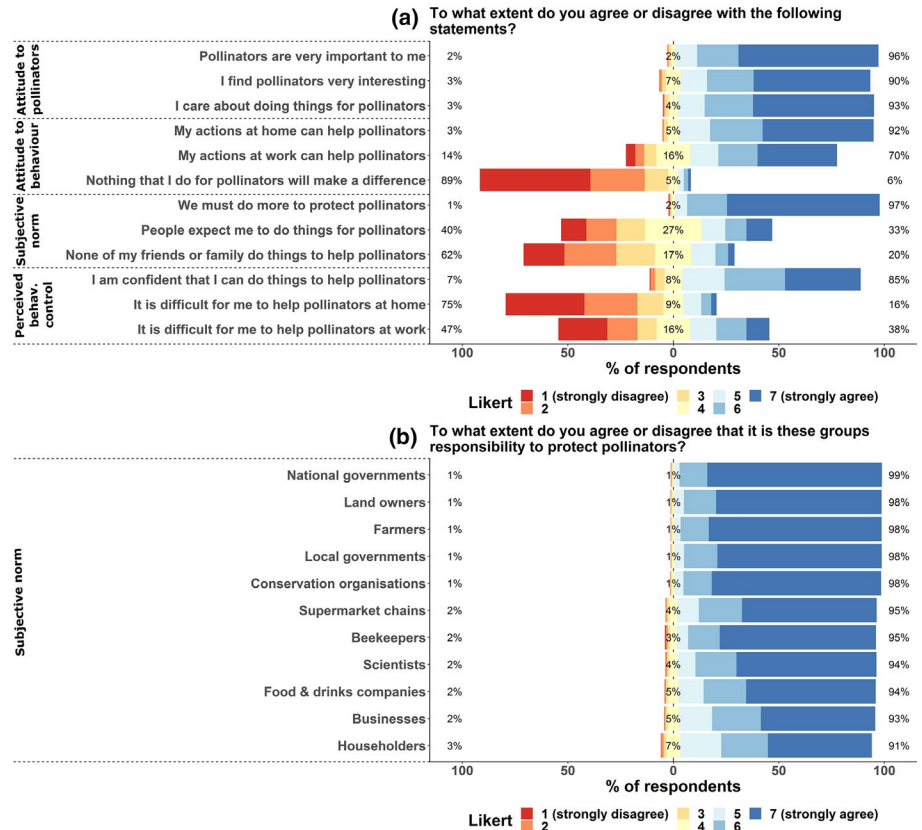 (a) To what extent do you agree or disagree with the following
statements?
Attitude to
pollinators
Pollinators are very important to me 2% 2% 96%
I find pollinators very interesting 3% 7% 90%
I care about doing things for pollinators 3% 4% 93%
Attitude to
behaviour
My actions at home can help pollinators 3% 5% 92%
My actions at work can help pollinators 14% 16% 70%
Nothing that I do for pollinators will make a difference 89% 5% 6%
Subjective
norm
We must do more to protect pollinators 1% 2% 97%
People expect me to do things for pollinators 40% 27% 33%
None of my friends or family do things to help pollinators 62% 17% 20%
Perceived
behav.
control
I am confident that I can do things to help pollinators 7% 8% 85%
It is difficult for me to help pollinators at home 75% 9% 16%
It is difficult for me to help pollinators at work 47% 16% 38%
100 50 0 50 100
% of respondents
Likert 1 (strongly disagree) 3 5 7 (strongly agree)
2 4 6
(b) To what extent do you agree or disagree that it is these groups
responsibility to protect pollinators?
Subjective norm
National governments 1% 1% 99%
Land owners 1% 1% 98%
Farmers 1% 1% 98%
Local governments 1% 1% 98%
Conservation organisations 1% 1% 98%
Supermarket chains 2% 4% 95%
Beekeepers 2% 3% 95%
Scientists 2% 4% 94%
Food & drinks companies 2% 5% 94%
Businesses 2% 5% 93%
Householders 3% 7% 91%
100 50 0 50 100
% of respondents
Likert 1 (strongly disagree) 3 5 7 (strongly agree)
2 4 6